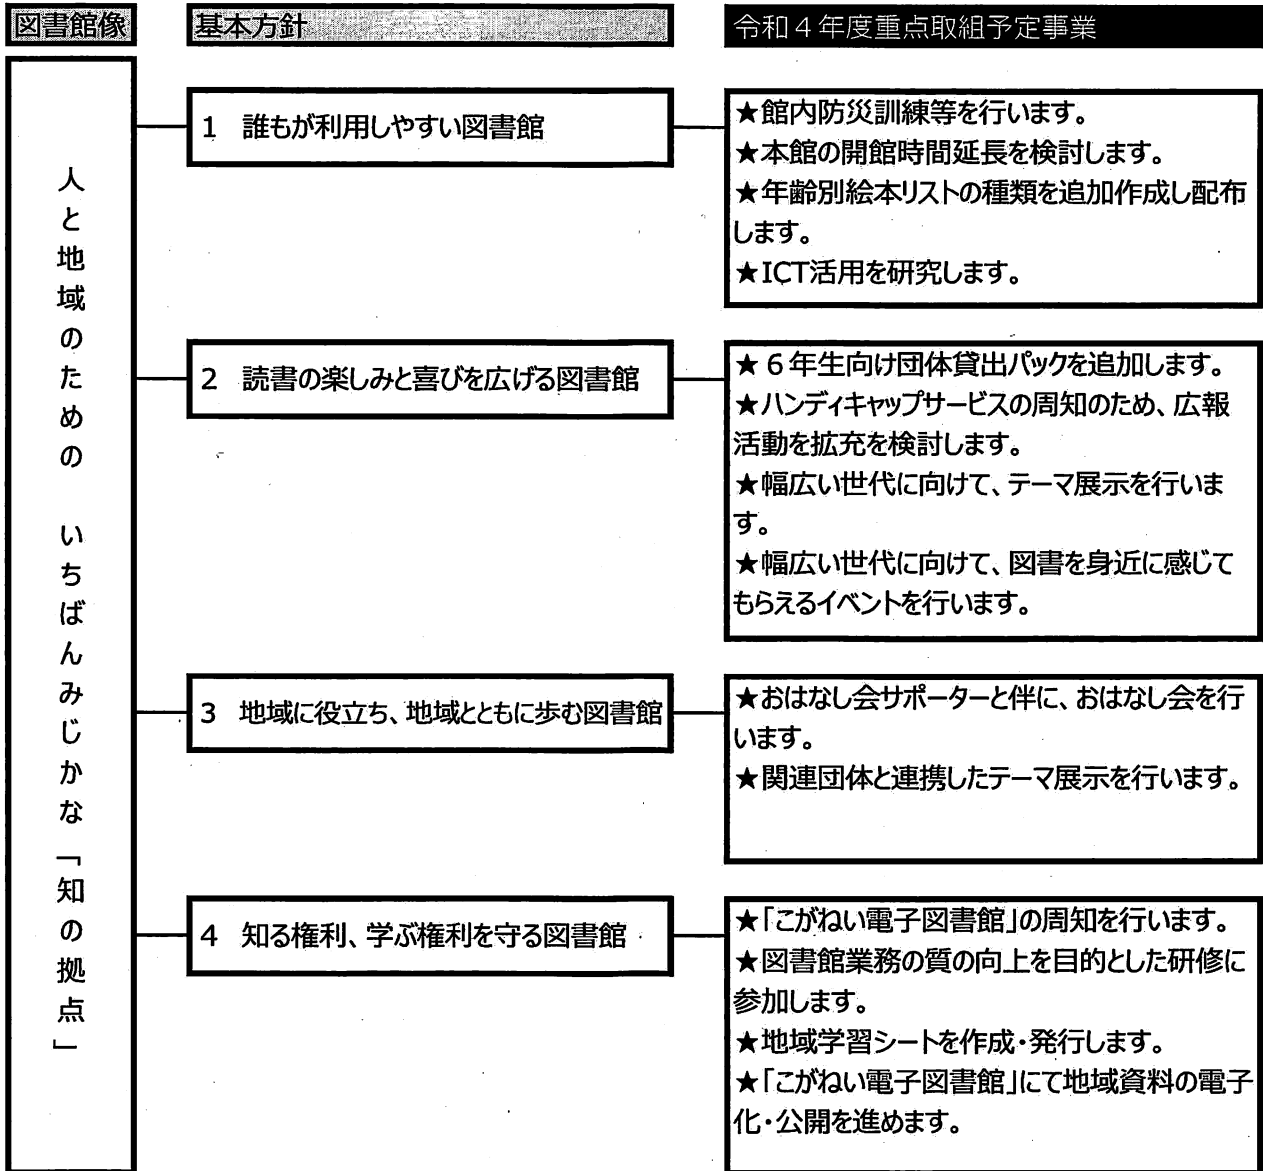 図書館像
基本方針
令和4年度重点取組予定事業
人と地域のための いちばんみじかな「知の拠点」
1 誰もが利用しやすい図書館
★館内防災訓練等を行います。
★本館の開館時間延長を検討します。
★年齢別絵本リストの種類を追加作成し配布
します。
★ICT活用を研究します。
2 読書の楽しみと喜びを広げる図書館
★6年生向け団体貸出パックを追加します。
★ハンディキャップサービスの周知のため、広報
活動を拡充を検討します。
★幅広い世代に向けて、テーマ展示を行いま
す。
★幅広い世代に向けて、図書を身近に感じて
もらえるイベントを行います。
3 地域に役立ち、地域とともに歩む図書館
★おはなし会サポーターと伴に、おはなし会を行
います。
★関連団体と連携したテーマ展示を行います。
4 知る権利、学ぶ権利を守る図書館
★「こがねい電子図書館」の周知を行います。
★図書館業務の質の向上を目的とした研修に
参加します。
★地域学習シートを作成・発行します。
★「こがねい電子図書館」にて地域資料の電子
化・公開を進めます。